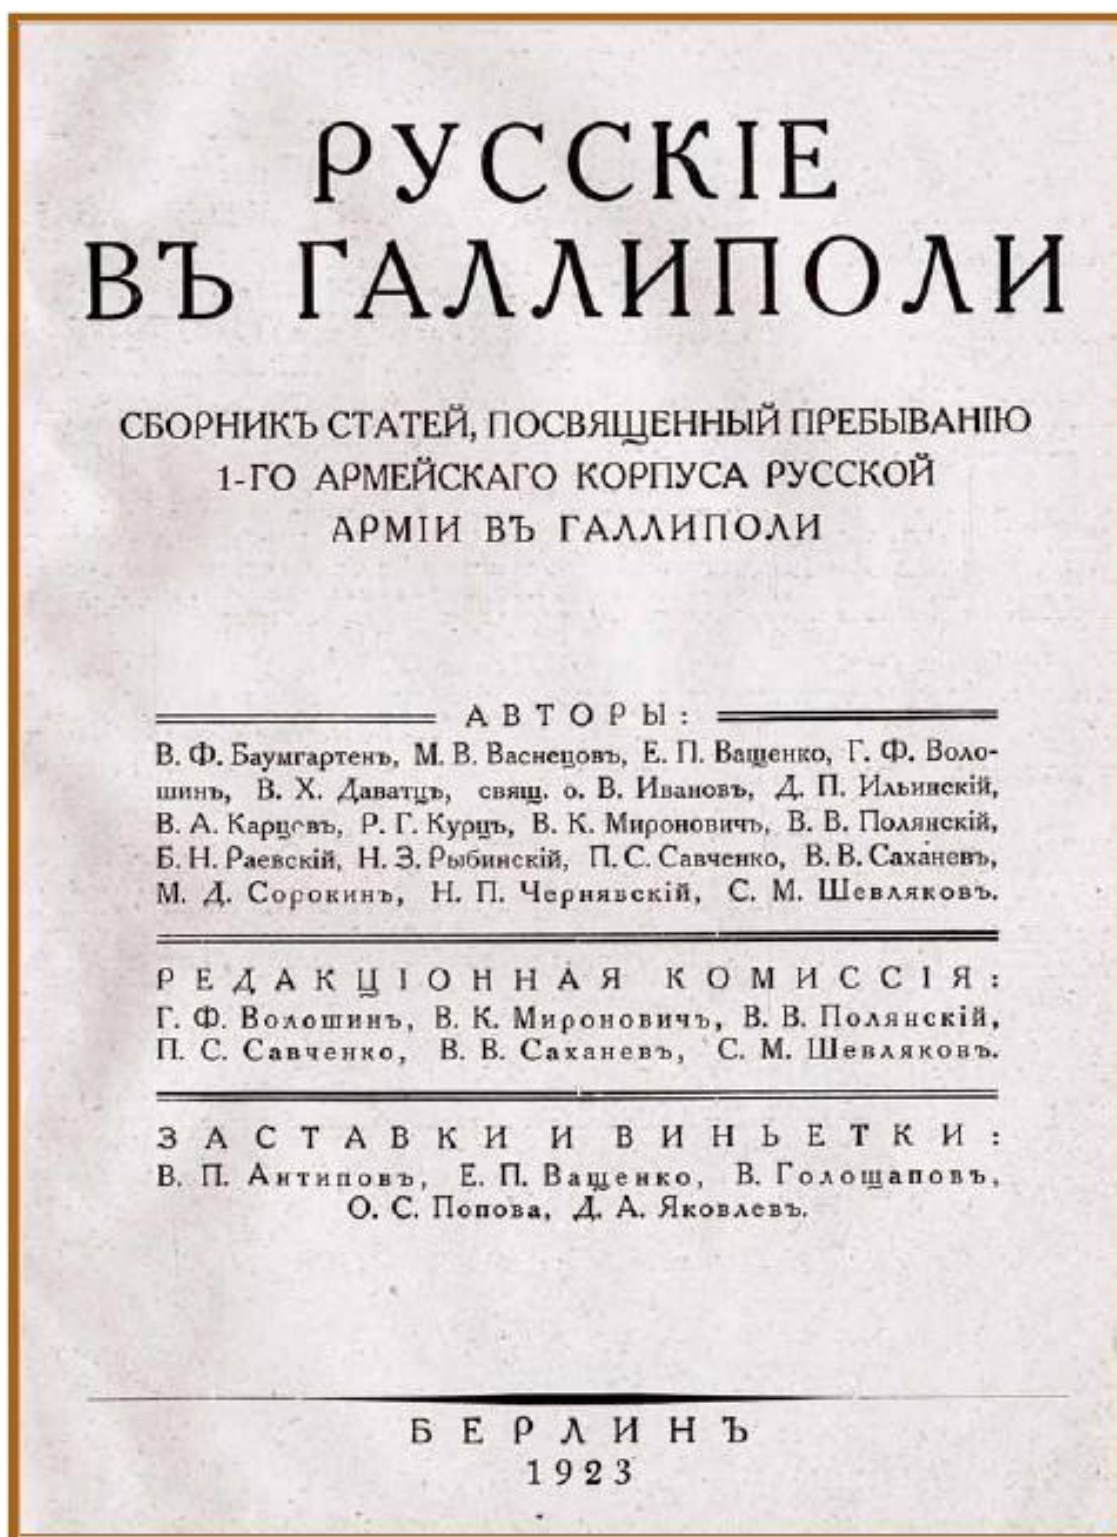 РУССКІЕ
ВЪ ГАЛЛИПОЛИ
СБОРНИКЪ СТАТЕЙ, ПОСВЯЩЕННЫЙ ПРЕБЫВАНІЮ
1-ГО АРМЕЙСКАГО КОРПУСА РУССКОЙ
АРМІИ ВЪ ГАЛЛИПОЛИ
АВТОРЫ:
В. Ф. Баумгартенъ, М. В. Васнецовъ, Е. П. Ващенко, Г. Ф. Воло-
шинъ, В. Х. Даватцъ, свящ. о. В. Ивановъ, Д. П. Ильинскій,
В. А. Карцевъ, Р. Г. Курцъ, В. К. Мироновичъ, В. В. Полянскій,
Б. Н. Раевскій, Н. З. Рыбинскій, П. С. Савченко, В. В. Саханевъ,
М. Д. Сорокинъ, Н. П. Чернявскій, С. М. Шевляковъ.
РЕДАКЦІОННАЯ КОМИССІЯ:
Г. Ф. Волошинъ, В. К. Мироновичъ, В. В. Полянскій,
П. С. Савченко, В. В. Саханевъ, С. М. Шевляковъ.
ЗАСТАВКИ И ВИНЬЕТКИ:
В. П. Антиповъ, Е. П. Ващенко, В. Голощаповъ,
О. С. Попова, Д. А. Яковлевъ.
БЕРЛИНЪ
1923